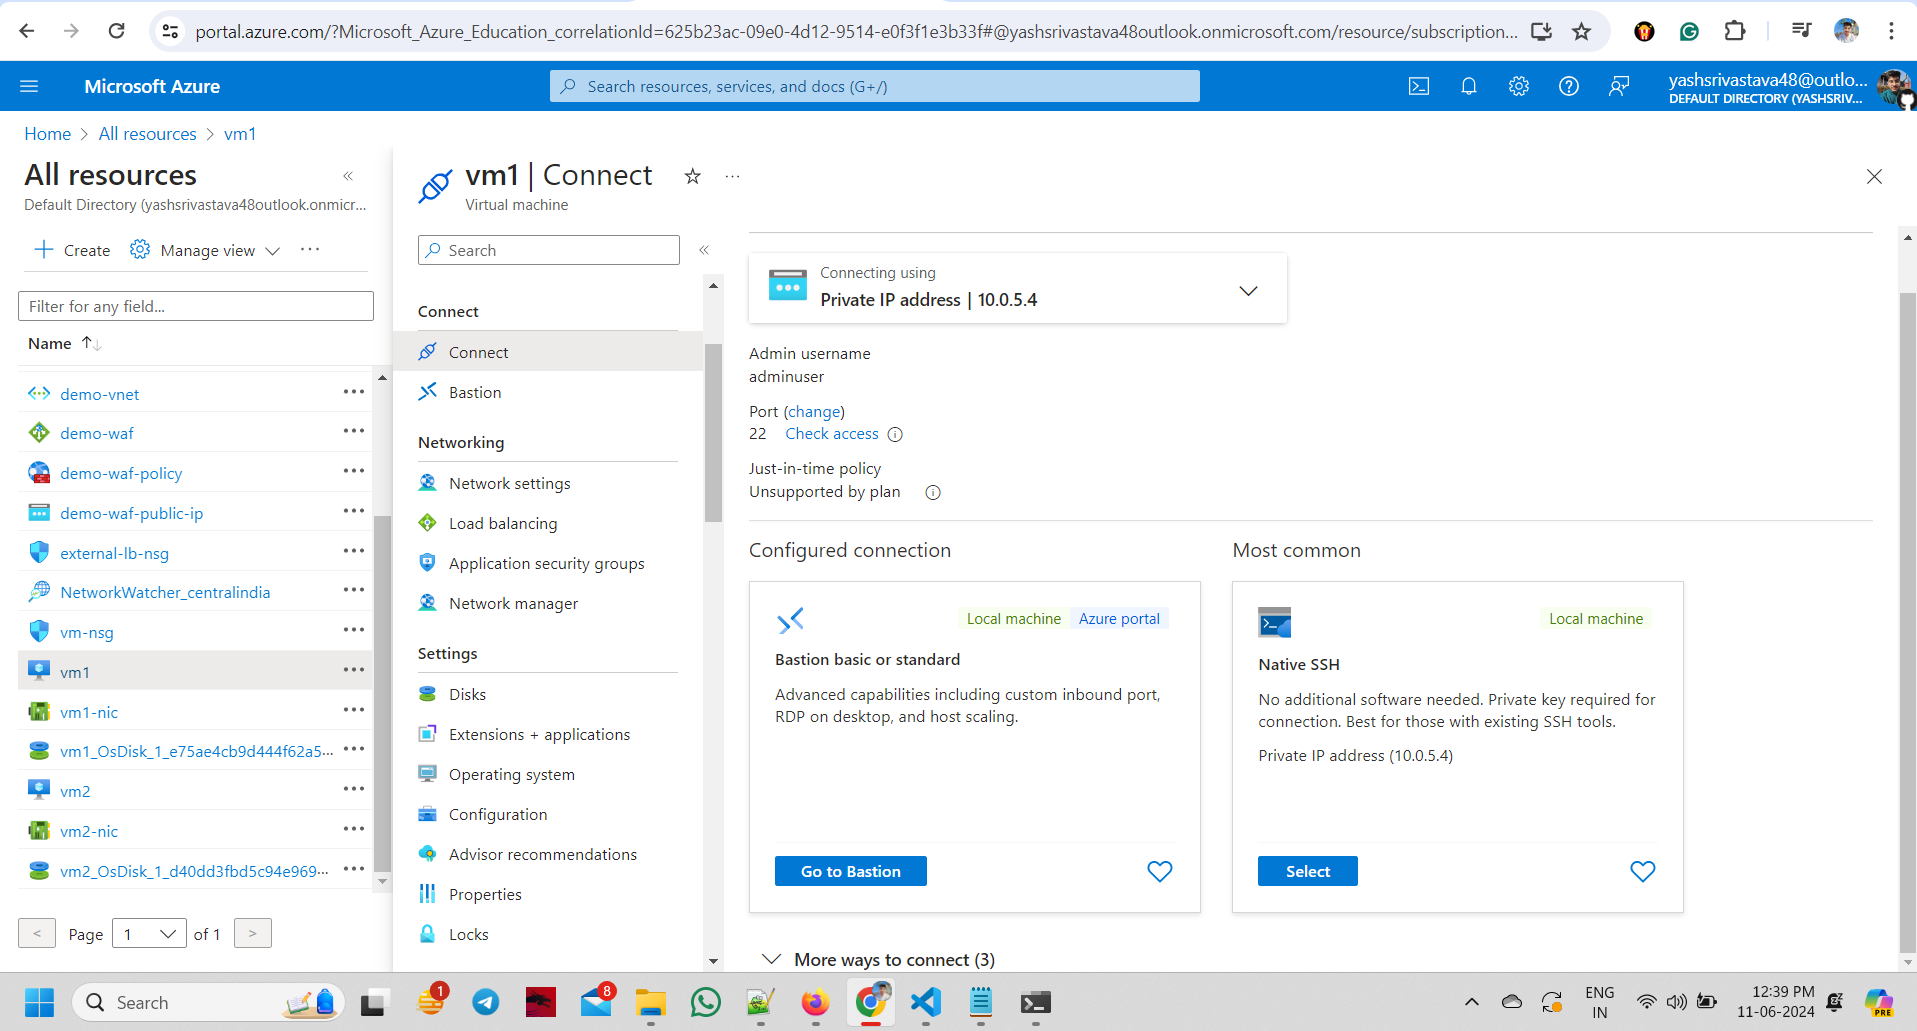 portal.azure.com/?Microsoft_Azure_Education_correlationId=625b23ac-09e0-4d12-9514-e0f3f1e3b33f#@yashsrivastava48outlook.onmicrosoft.com/resource/subscription...
Microsoft Azure
Search resources, services, and docs (G+/)
yashsrivastava48@outlo...
DEFAULT DIRECTORY (YASHSRIV...
Home > All resources > vm1
All resources
Default Directory (yashsrivastava48outlook.onmicr...
Create
Manage view
Filter for any field...
Name
demo-vnet
demo-waf
demo-waf-policy
demo-waf-public-ip
external-lb-nsg
NetworkWatcher_centralindia
vm-nsg
vm1
vm1-nic
vm1_OsDisk_1_e75ae4cb9d444f62a5...
vm2
vm2-nic
vm2_OsDisk_1_d40dd3fbd5c94e969...
< Page 1 of 1 >
vm1 | Connect
Virtual machine
Search
Connect
Connect
Bastion
Networking
Network settings
Load balancing
Application security groups
Network manager
Settings
Disks
Extensions + applications
Operating system
Configuration
Advisor recommendations
Properties
Locks
Connecting using
Private IP address | 10.0.5.4
Admin username
adminuser
Port (change)
22 Check access
Just-in-time policy
Unsupported by plan
Configured connection
Local machine Azure portal
Bastion basic or standard
Advanced capabilities including custom inbound port,
RDP on desktop, and host scaling.
Go to Bastion
Most common
Local machine
Native SSH
No additional software needed. Private key required for
connection. Best for those with existing SSH tools.
Private IP address (10.0.5.4)
Select
More ways to connect (3)
Search
1
8
ENG
IN
12:39 PM
11-06-2024
PRE